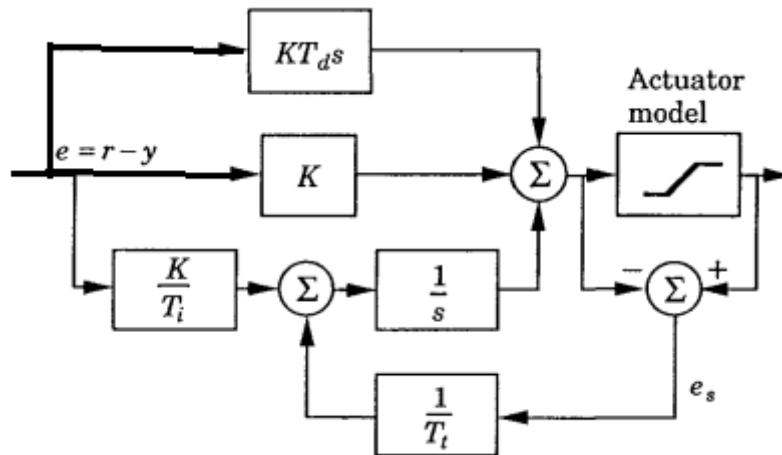 KT_d s
Actuator
model
e = r − y
K
Σ
K
T_i
Σ
1
s
−
Σ
+
1
T_t
e_s